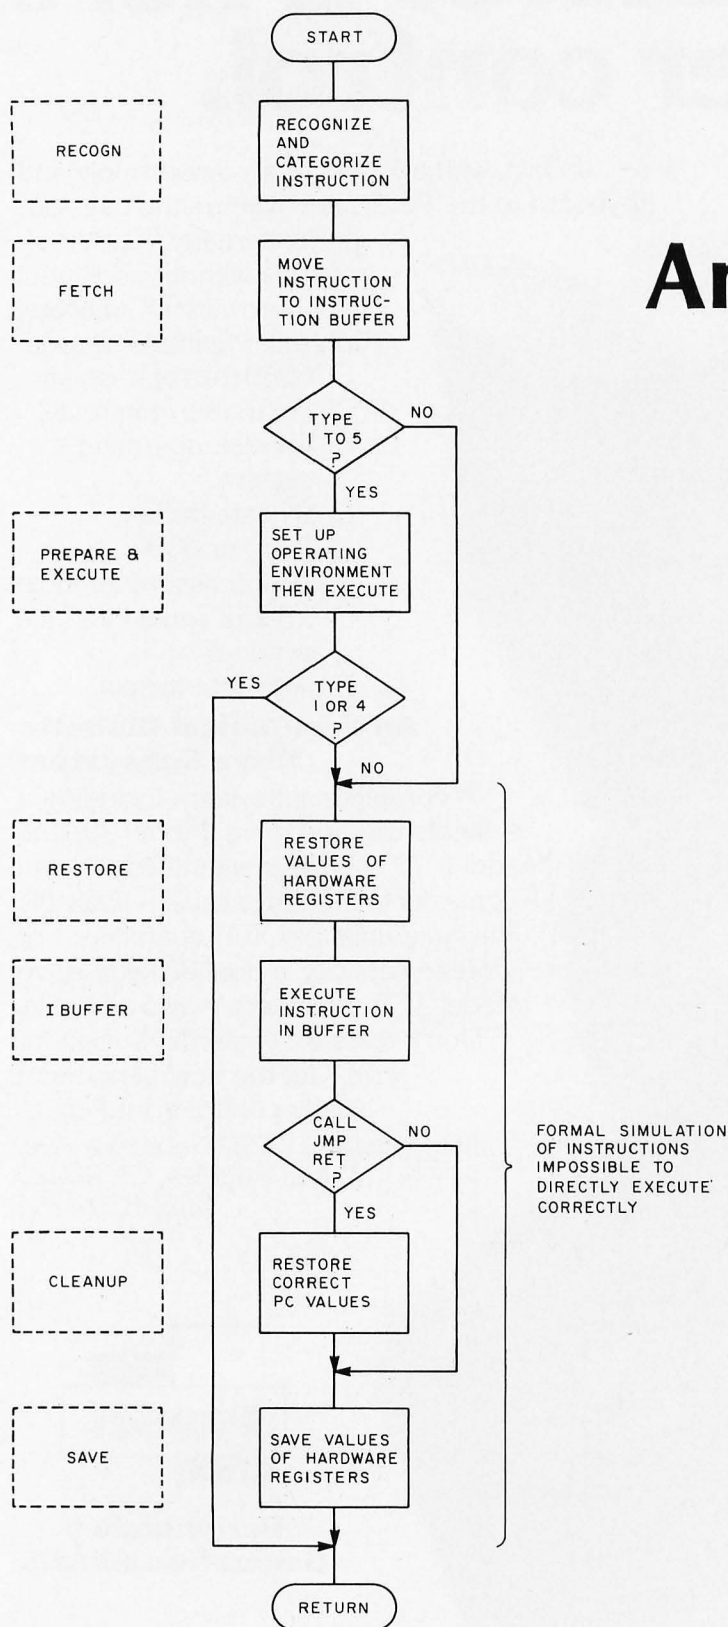 START
RECOGN
RECOGNIZE
AND
CATEGORIZE
INSTRUCTION
FETCH
MOVE
INSTRUCTION
TO INSTRUC-
TION BUFFER
TYPE
1 TO 5
?
NO
YES
PREPARE &
EXECUTE
SET UP
OPERATING
ENVIRONMENT
THEN EXECUTE
YES
TYPE
1 OR 4
?
NO
RESTORE
RESTORE
VALUES OF
HARDWARE
REGISTERS
I BUFFER
EXECUTE
INSTRUCTION
IN BUFFER
CALL
JMP
RET
?
NO
YES
FORMAL SIMULATION
OF INSTRUCTIONS
IMPOSSIBLE TO
DIRECTLY EXECUTE
CORRECTLY
CLEANUP
RESTORE
CORRECT
PC VALUES
SAVE
SAVE VALUES
OF HARDWARE
REGISTERS
RETURN